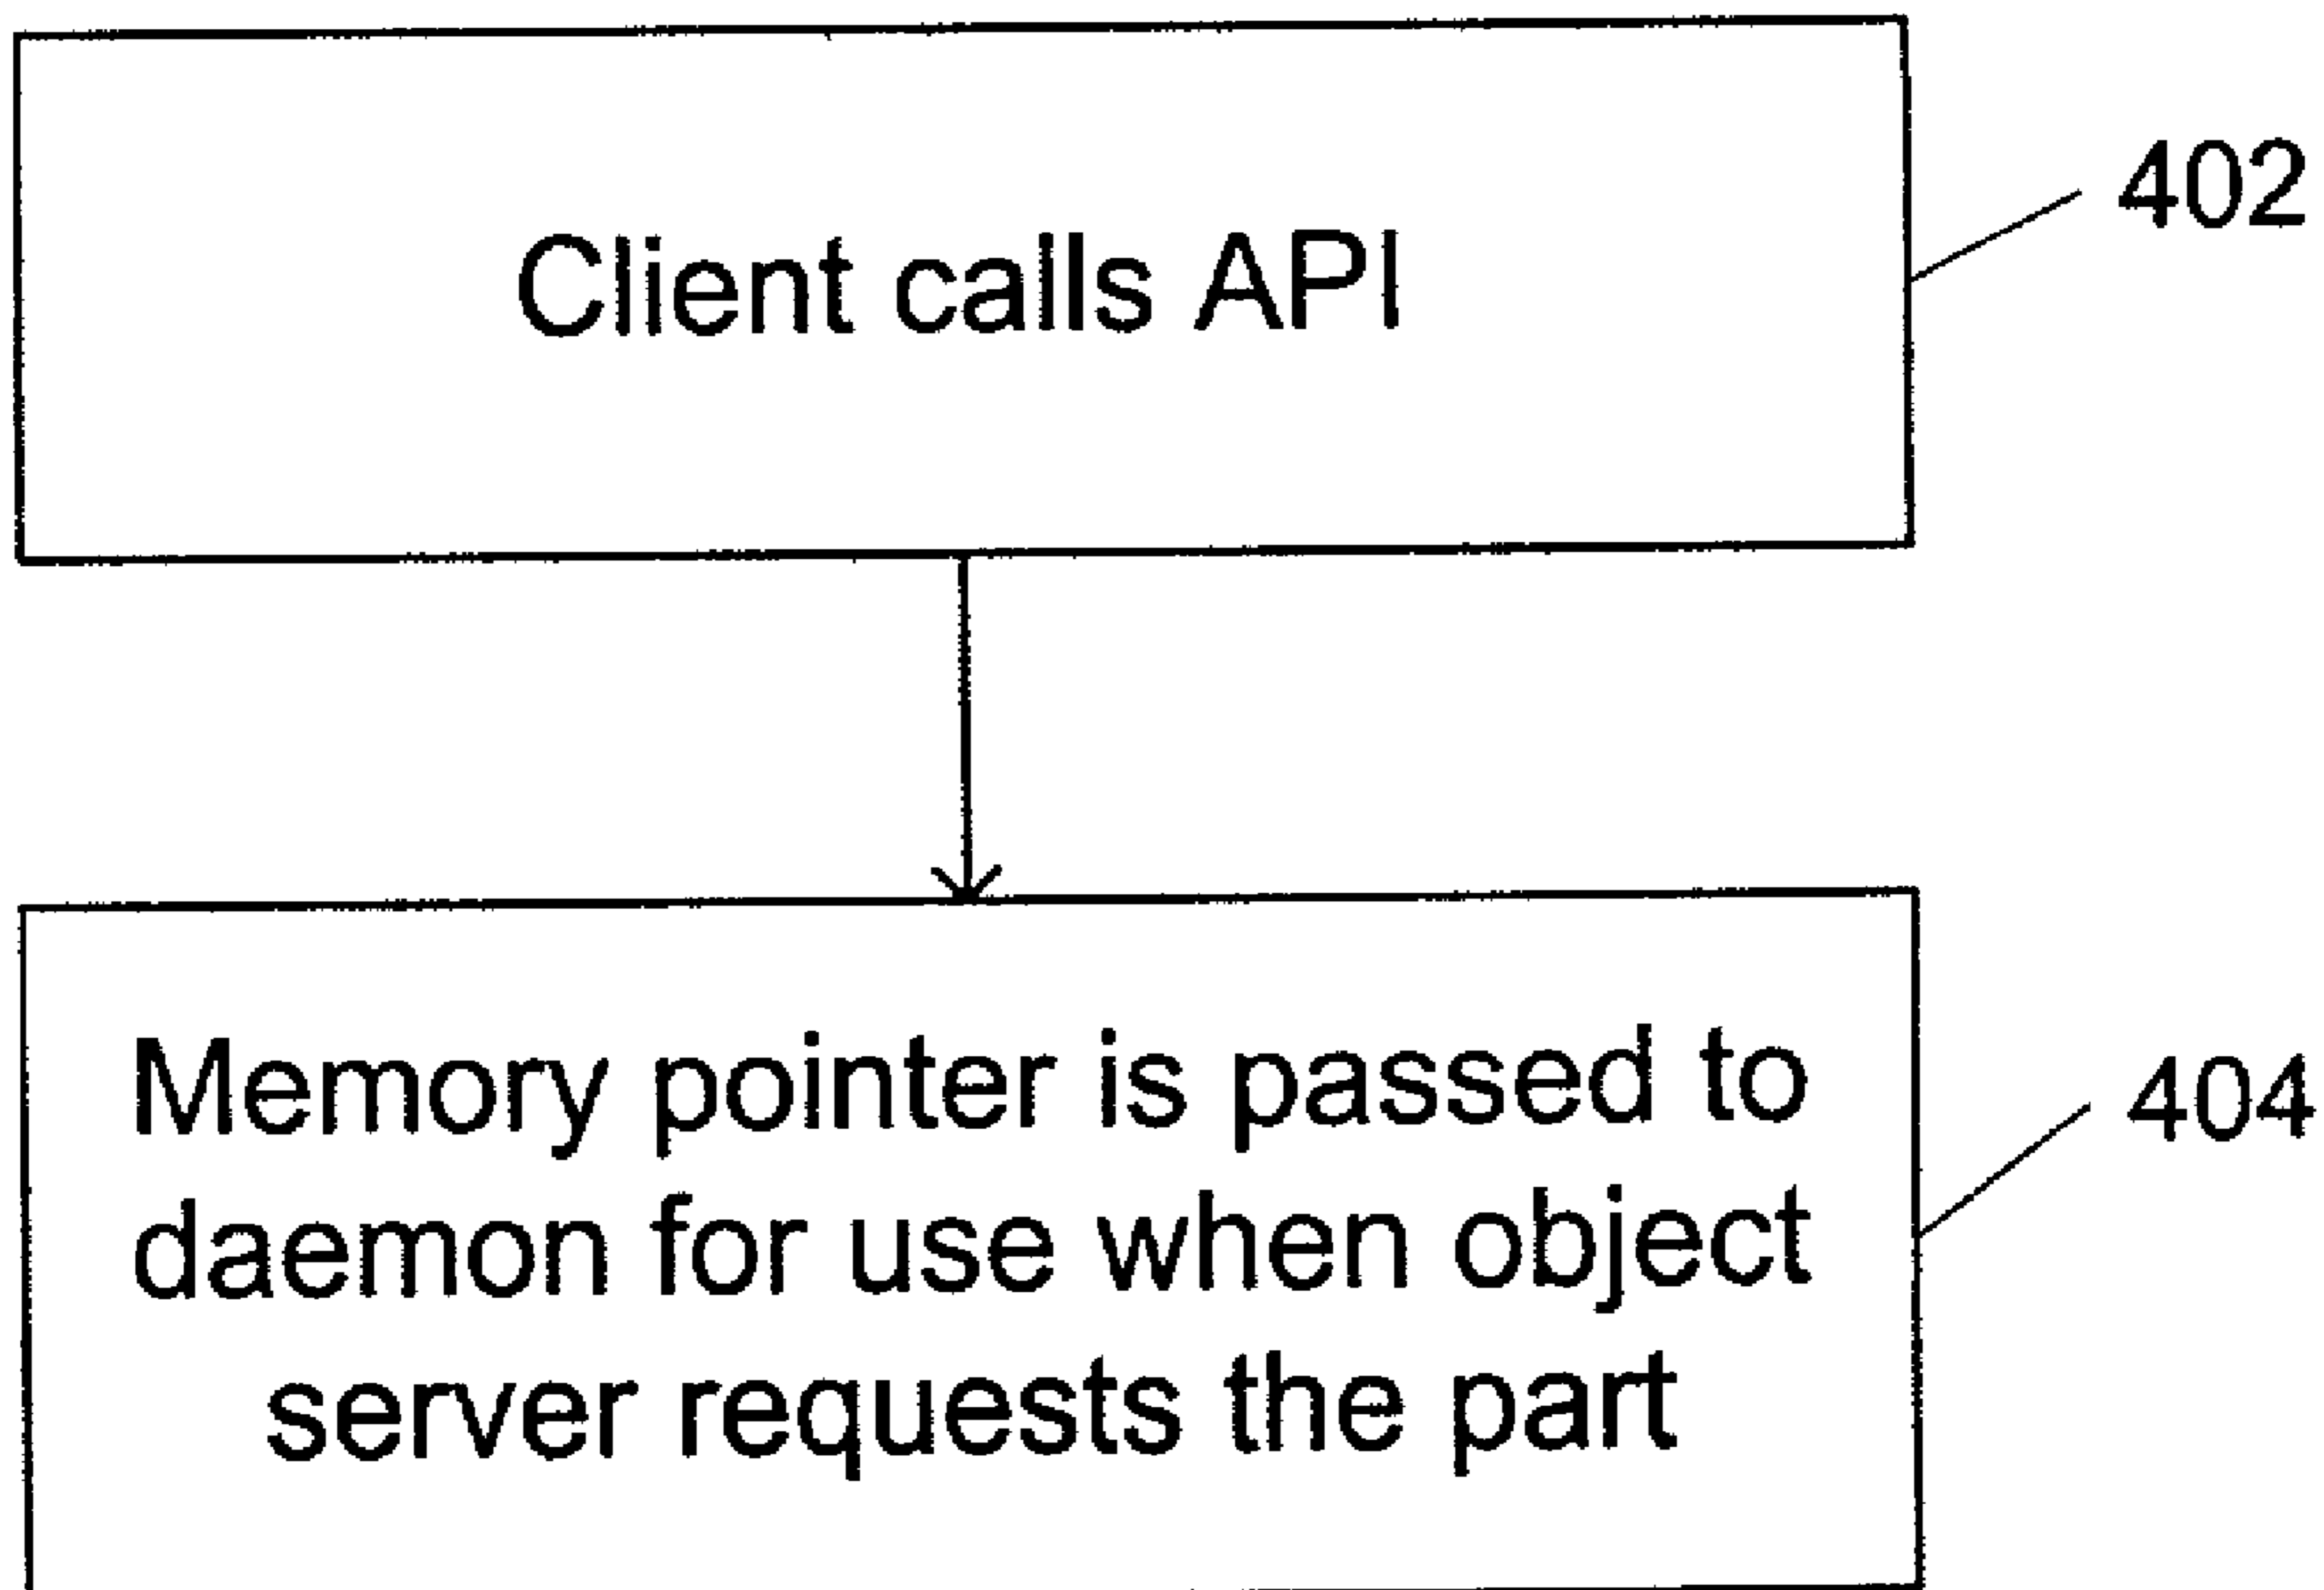 Client calls API
402
Memory pointer is passed to
daemon for use when object
server requests the part
404